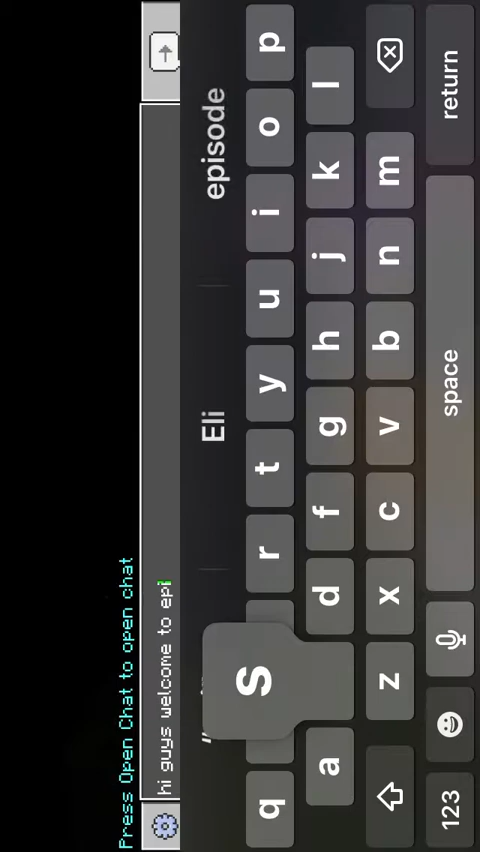 Press Open Chat to open chat
hi guys welcome to epi
Eli
episode
q
r
t
y
u
i
o
p
a
S
d
f
g
h
j
k
l
z
x
c
v
b
n
m
123
space
return